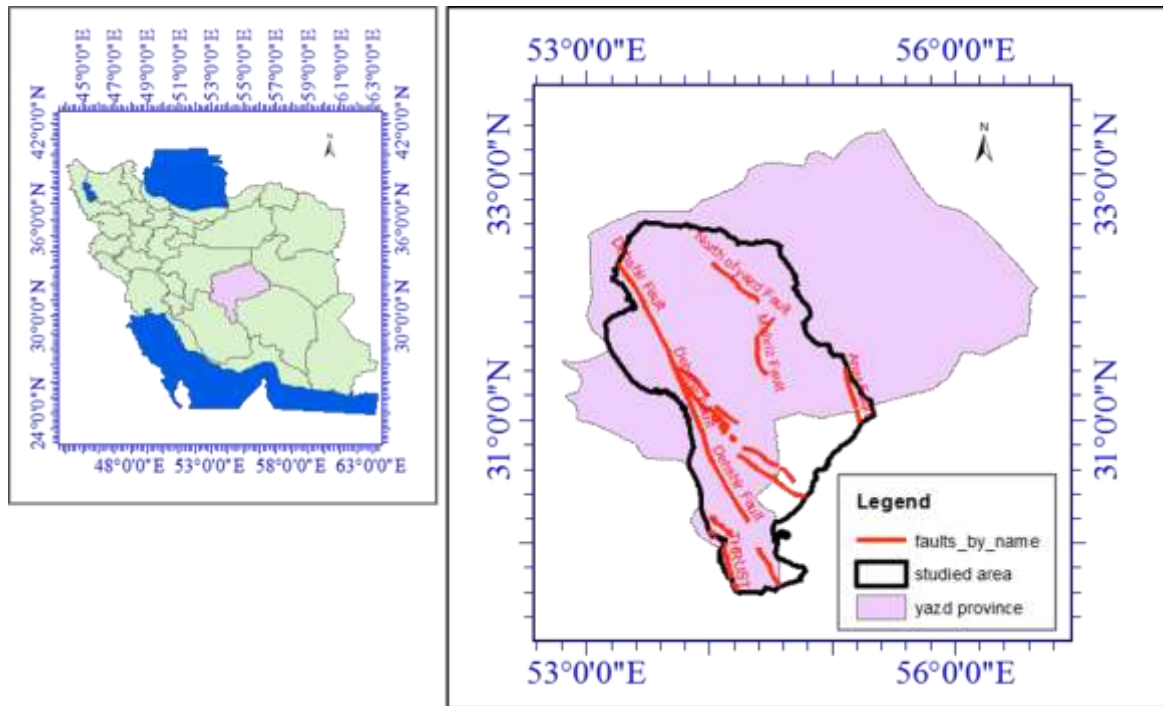 45°0'0"E 47°0'0"E 49°0'0"E 51°0'0"E 53°0'0"E 55°0'0"E 57°0'0"E 59°0'0"E 61°0'0"E 63°0'0"E
42°0'0"N
36°0'0"N
30°0'0"N
24°0'0"N
N
42°0'0"N
36°0'0"N
30°0'0"N
24°0'0"N
48°0'0"E 53°0'0"E 58°0'0"E 63°0'0"E
53°0'0"E 56°0'0"E
33°0'0"N
31°0'0"N
N
33°0'0"N
31°0'0"N
Dehshir Fault
North of yazd Fault
Mehriz Fault
Dehshir Fault
THRUST
Legend
faults_by_name
studied area
yazd province
53°0'0"E 56°0'0"E